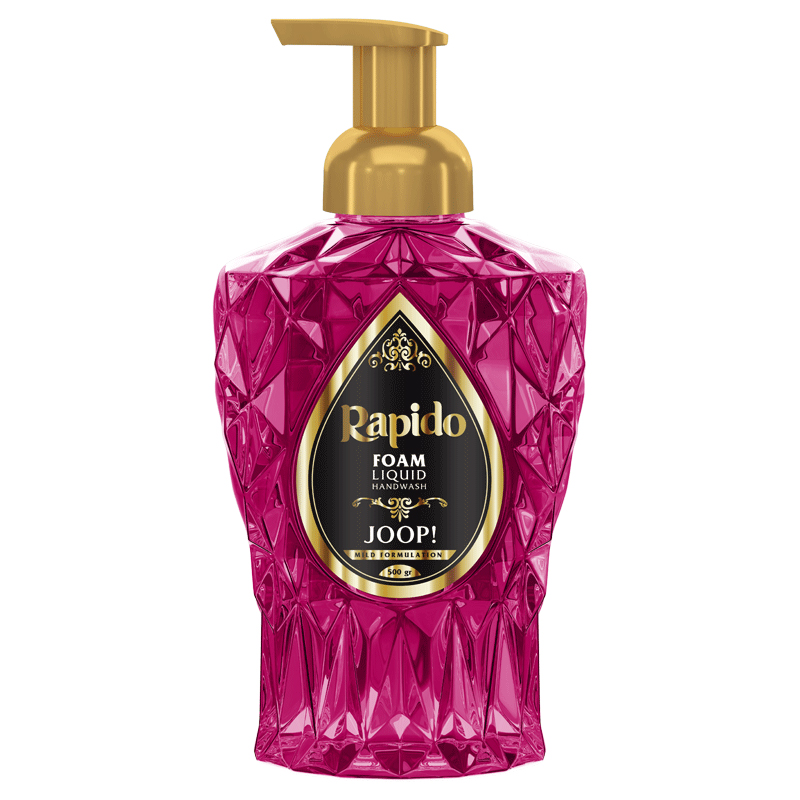 Rapido
FOAM
LIQUID
HANDWASH
JOOP!
MILD FORMULATION
500 gr